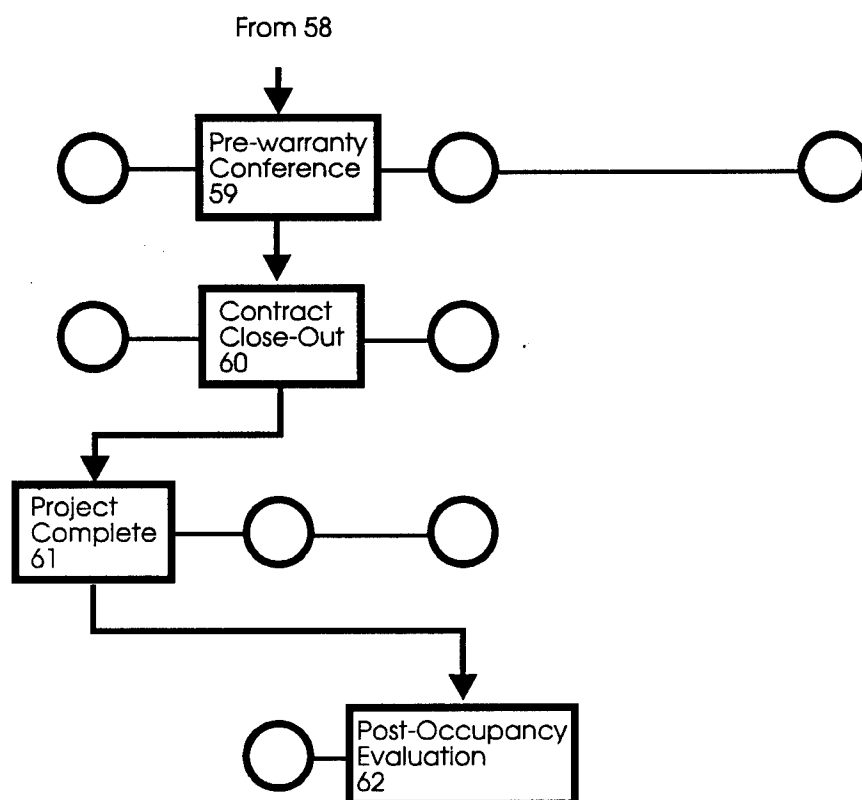 From 58
Pre-warranty
Conference
59
Contract
Close-Out
60
Project
Complete
61
Post-Occupancy
Evaluation
62